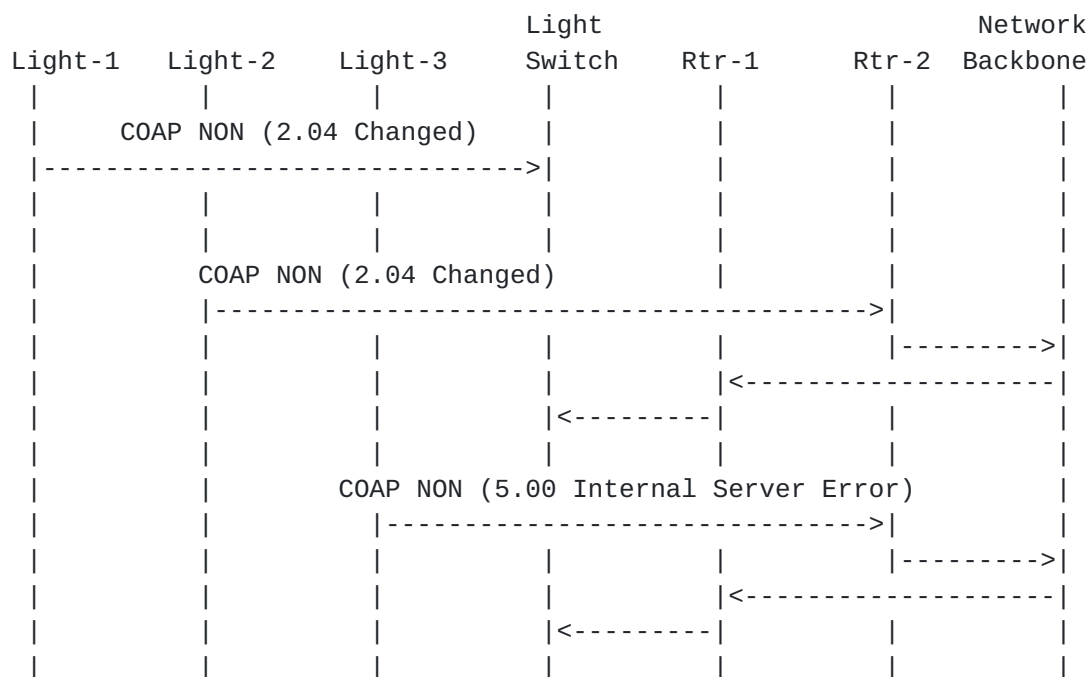 Light Network
Light-1 Light-2 Light-3 Switch Rtr-1 Rtr-2 Backbone
COAP NON (2.04 Changed)
COAP NON (2.04 Changed)
COAP NON (5.00 Internal Server Error)